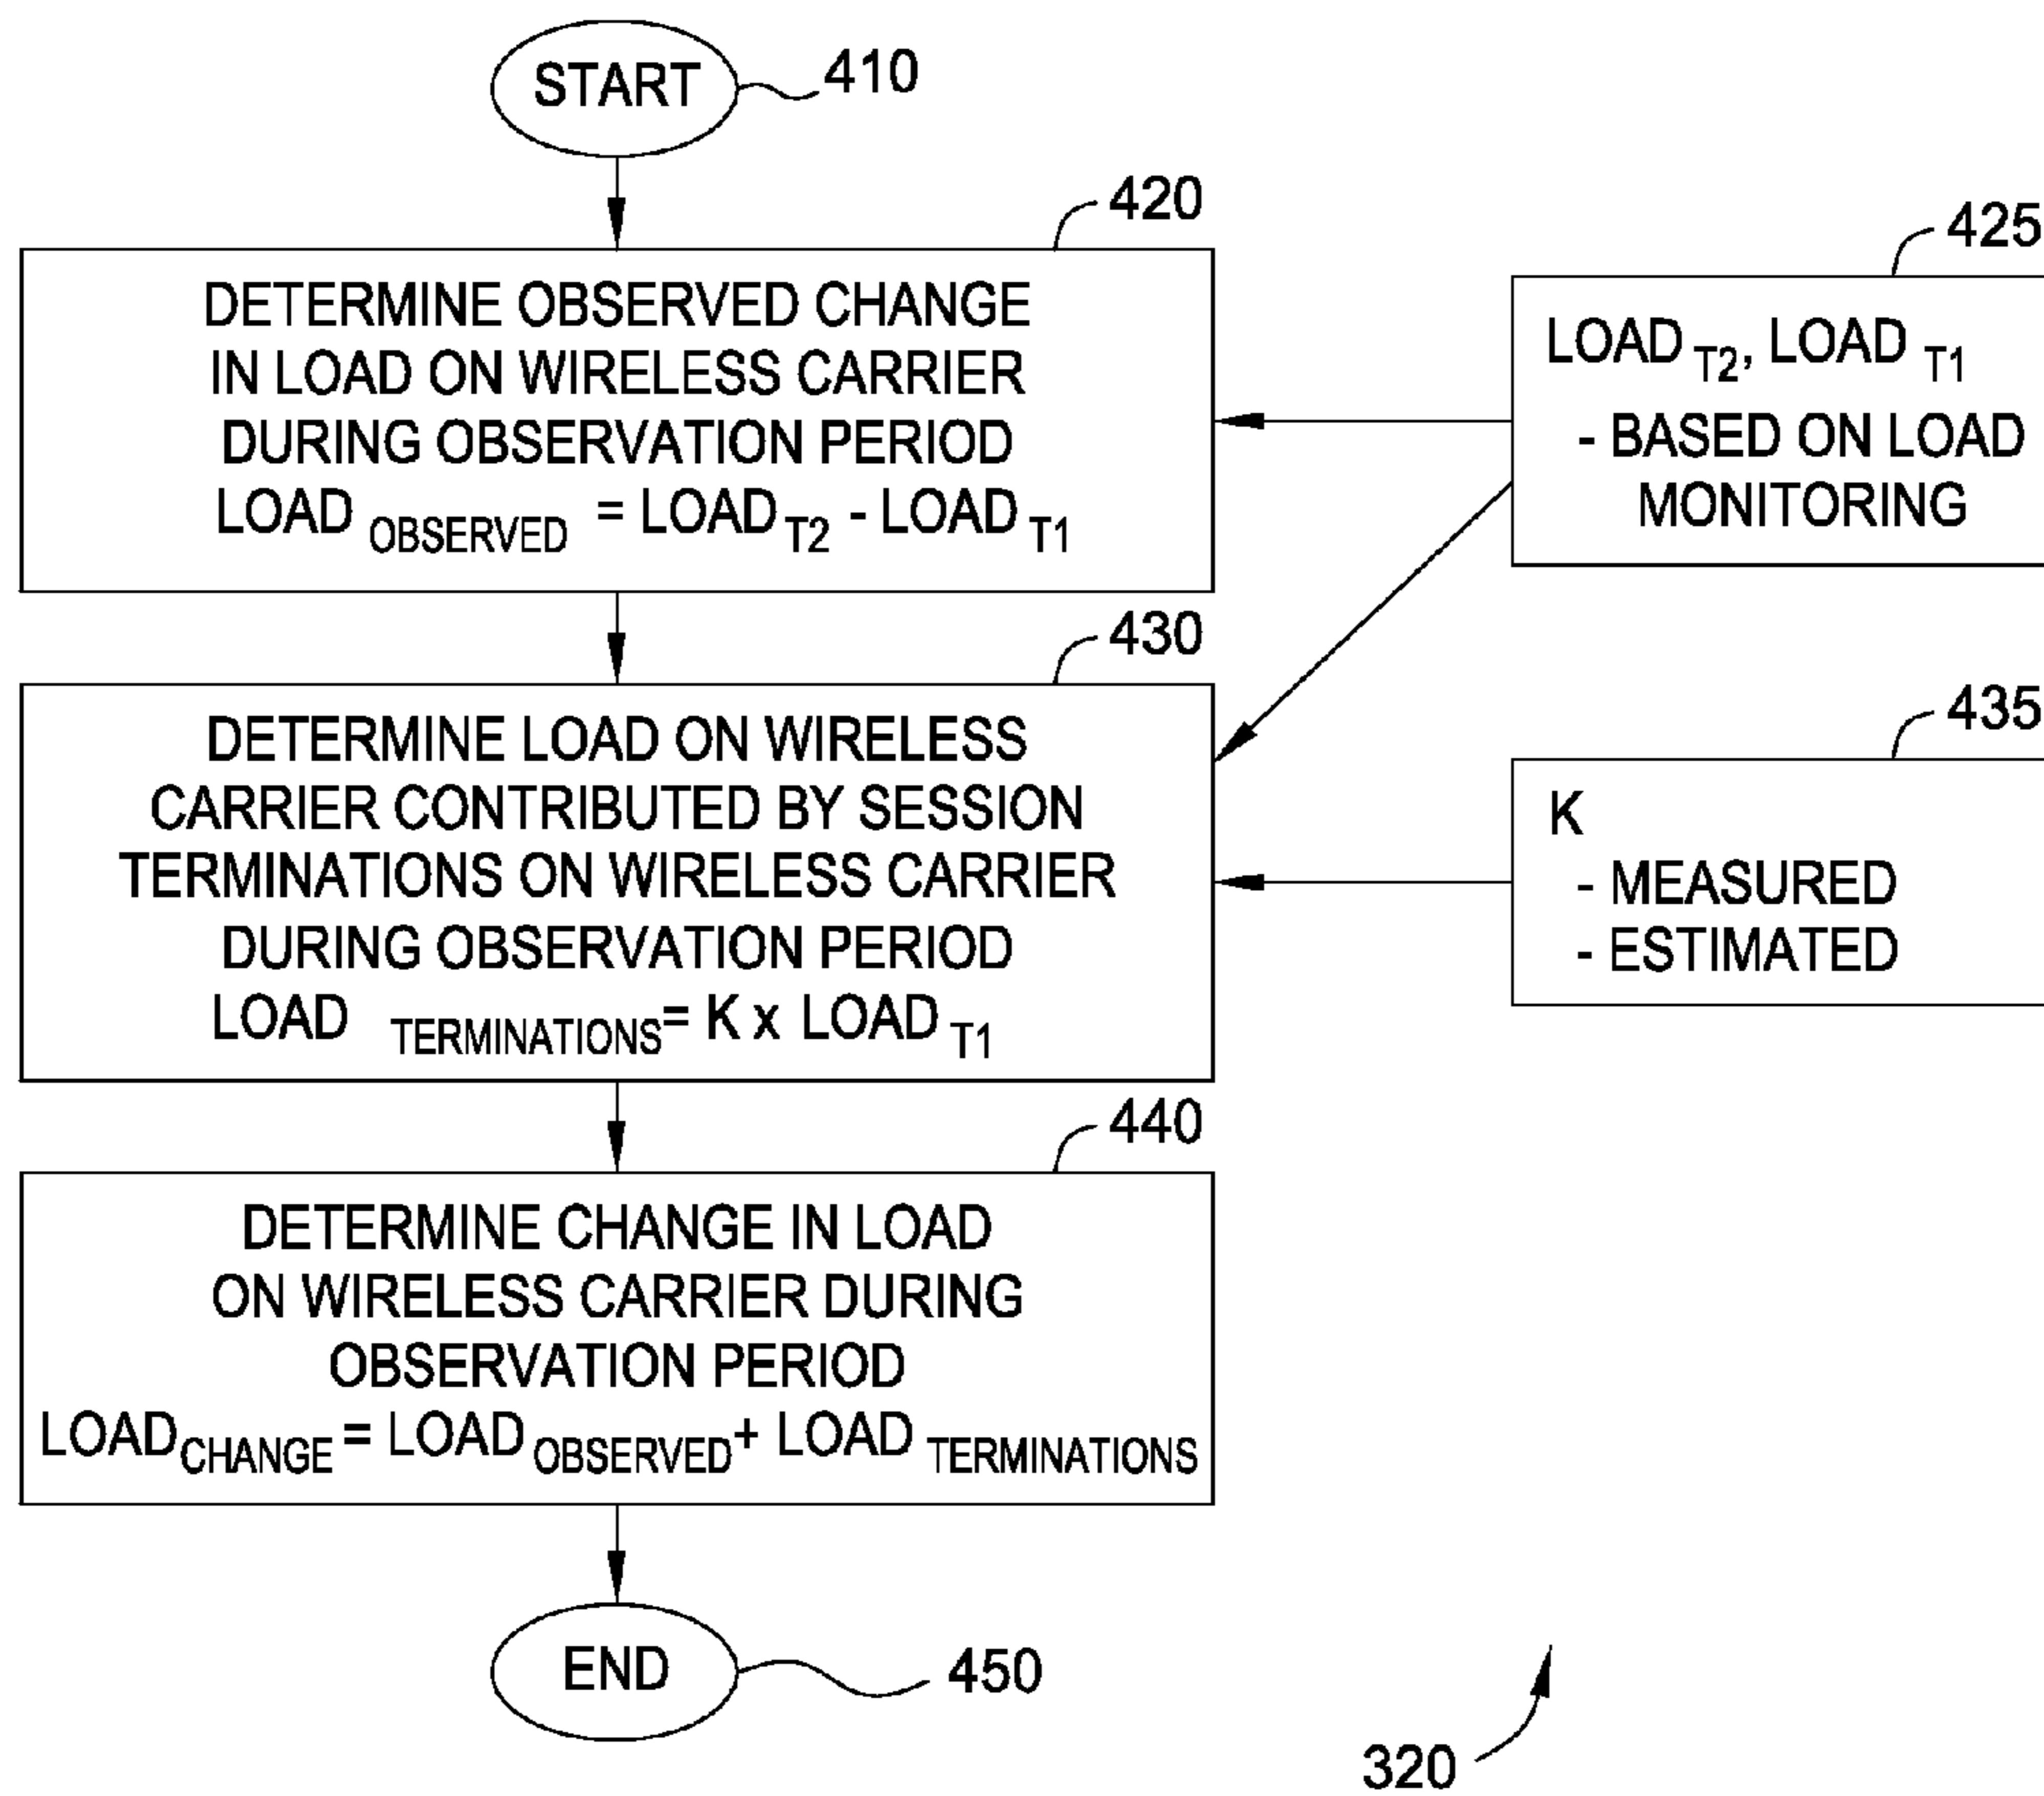 START
410
420
DETERMINE OBSERVED CHANGE
IN LOAD ON WIRELESS CARRIER
DURING OBSERVATION PERIOD
LOAD OBSERVED = LOAD T2 - LOAD T1
425
LOAD T2, LOAD T1
- BASED ON LOAD
MONITORING
430
DETERMINE LOAD ON WIRELESS
CARRIER CONTRIBUTED BY SESSION
TERMINATIONS ON WIRELESS CARRIER
DURING OBSERVATION PERIOD
LOAD TERMINATIONS = K x LOAD T1
435
K
- MEASURED
- ESTIMATED
440
DETERMINE CHANGE IN LOAD
ON WIRELESS CARRIER DURING
OBSERVATION PERIOD
LOAD CHANGE = LOAD OBSERVED + LOAD TERMINATIONS
END
450
320